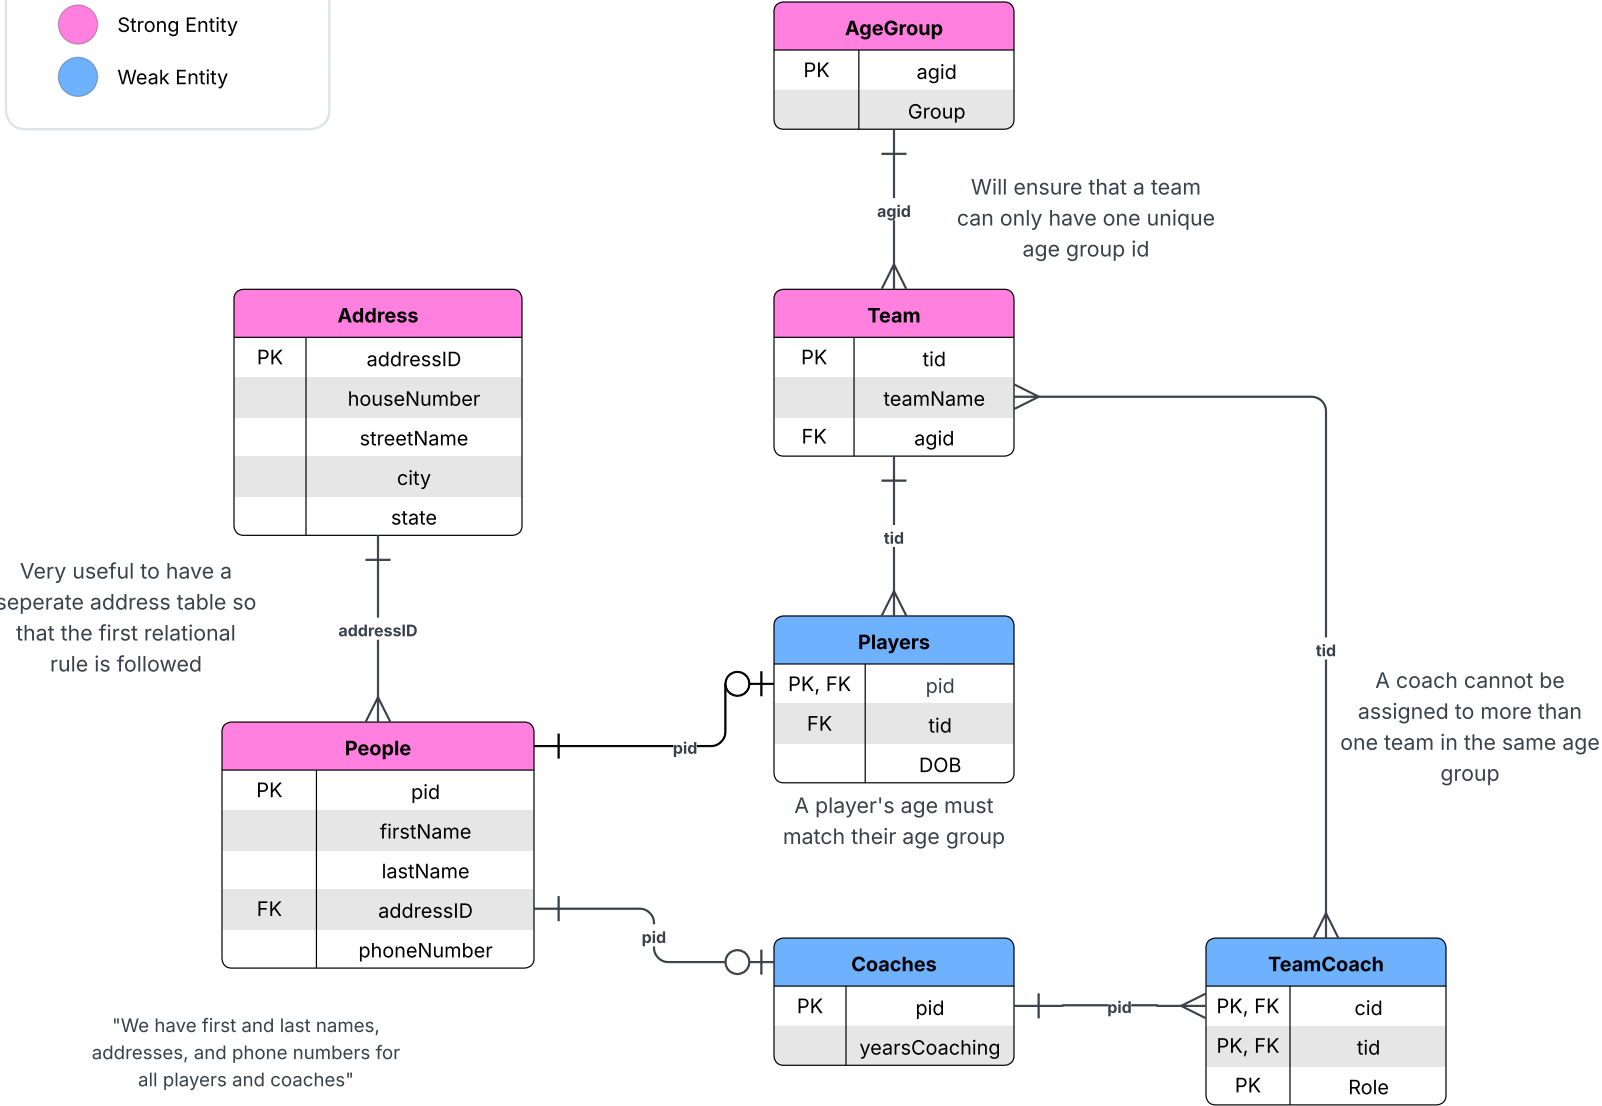 Strong Entity
Weak Entity
AgeGroup
PK agid
Group
agid
Will ensure that a team
can only have one unique
age group id
Address
PK addressID
houseNumber
streetName
city
state
Team
PK tid
teamName
FK agid
tid
Very useful to have a
seperate address table so
that the first relational
rule is followed
addressID
Players
PK, FK pid
FK tid
DOB
A player's age must
match their age group
tid
A coach cannot be
assigned to more than
one team in the same age
group
People
PK pid
firstName
lastName
FK addressID
phoneNumber
pid
pid
"We have first and last names,
addresses, and phone numbers for
all players and coaches"
Coaches
PK pid
yearsCoaching
pid
TeamCoach
PK, FK cid
PK, FK tid
PK Role